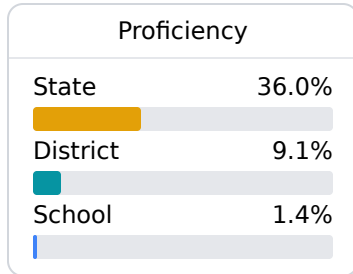 Proficiency
State 36.0%
District 9.1%
School 1.4%